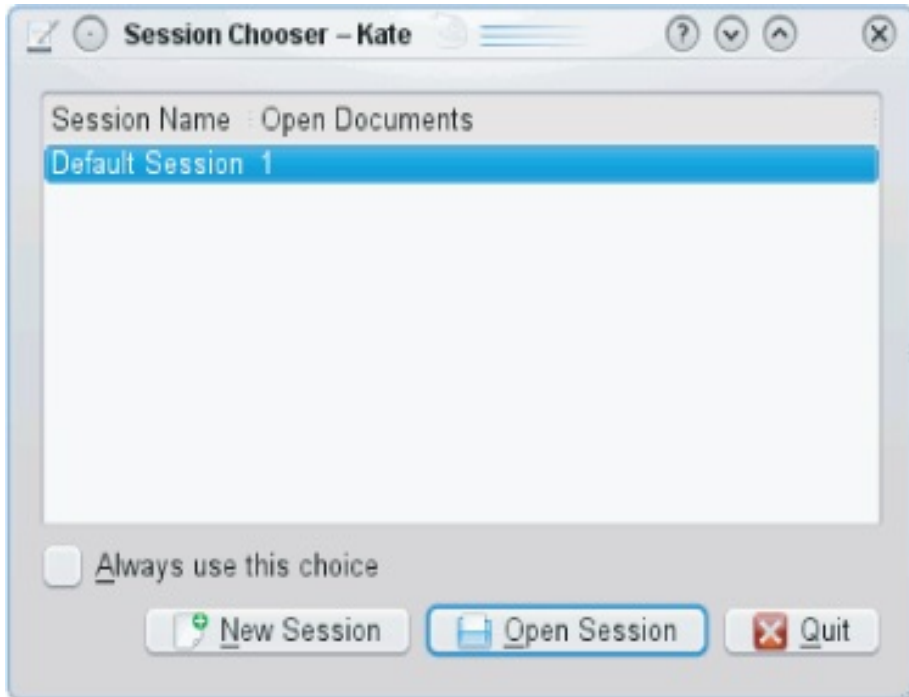 Session Chooser – Kate
Session Name Open Documents
Default Session 1
Always use this choice
New Session Open Session Quit